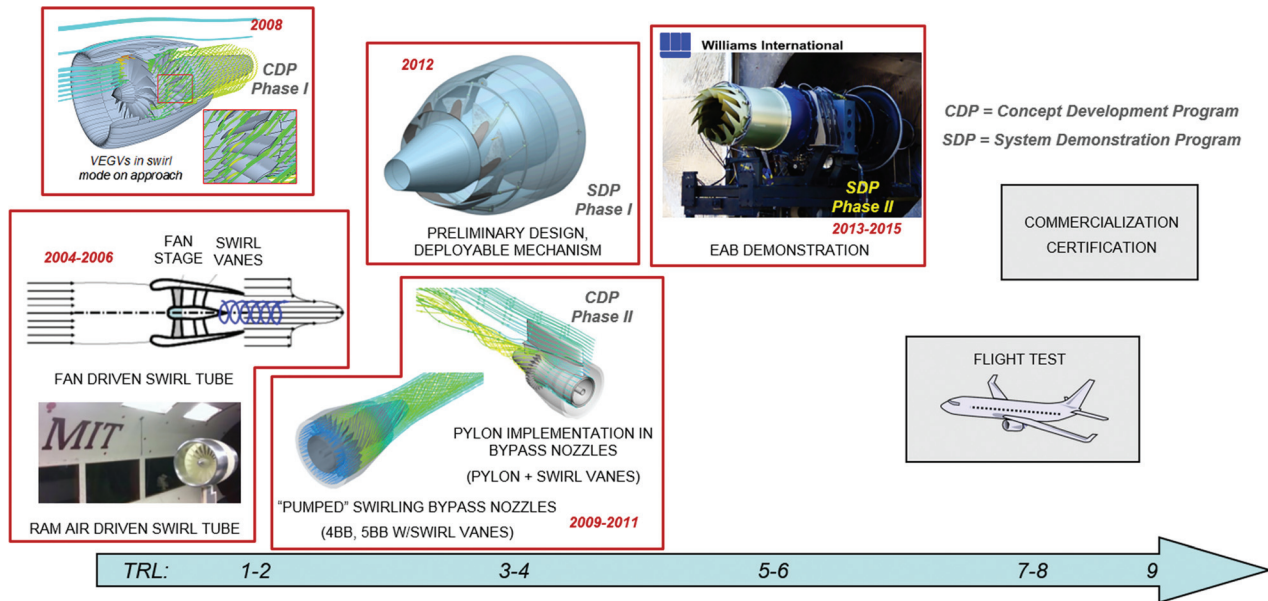 2008
CDP
Phase I
VEGVs in swirl
mode on approach
2012
SDP
Phase I
PRELIMINARY DESIGN,
DEPLOYABLE MECHANISM
Williams International
SDP
Phase II
2013-2015
EAB DEMONSTRATION
CDP = Concept Development Program
SDP = System Demonstration Program
COMMERCIALIZATION
CERTIFICATION
2004-2006
FAN
STAGE
SWIRL
VANES
FAN DRIVEN SWIRL TUBE
MIT
RAM AIR DRIVEN SWIRL TUBE
CDP
Phase II
PYLON IMPLEMENTATION IN
BYPASS NOZZLES
(PYLON + SWIRL VANES)
"PUMPED" SWIRLING BYPASS NOZZLES
(4BB, 5BB W/SWIRL VANES)
2009-2011
FLIGHT TEST
TRL: 1-2 3-4 5-6 7-8 9